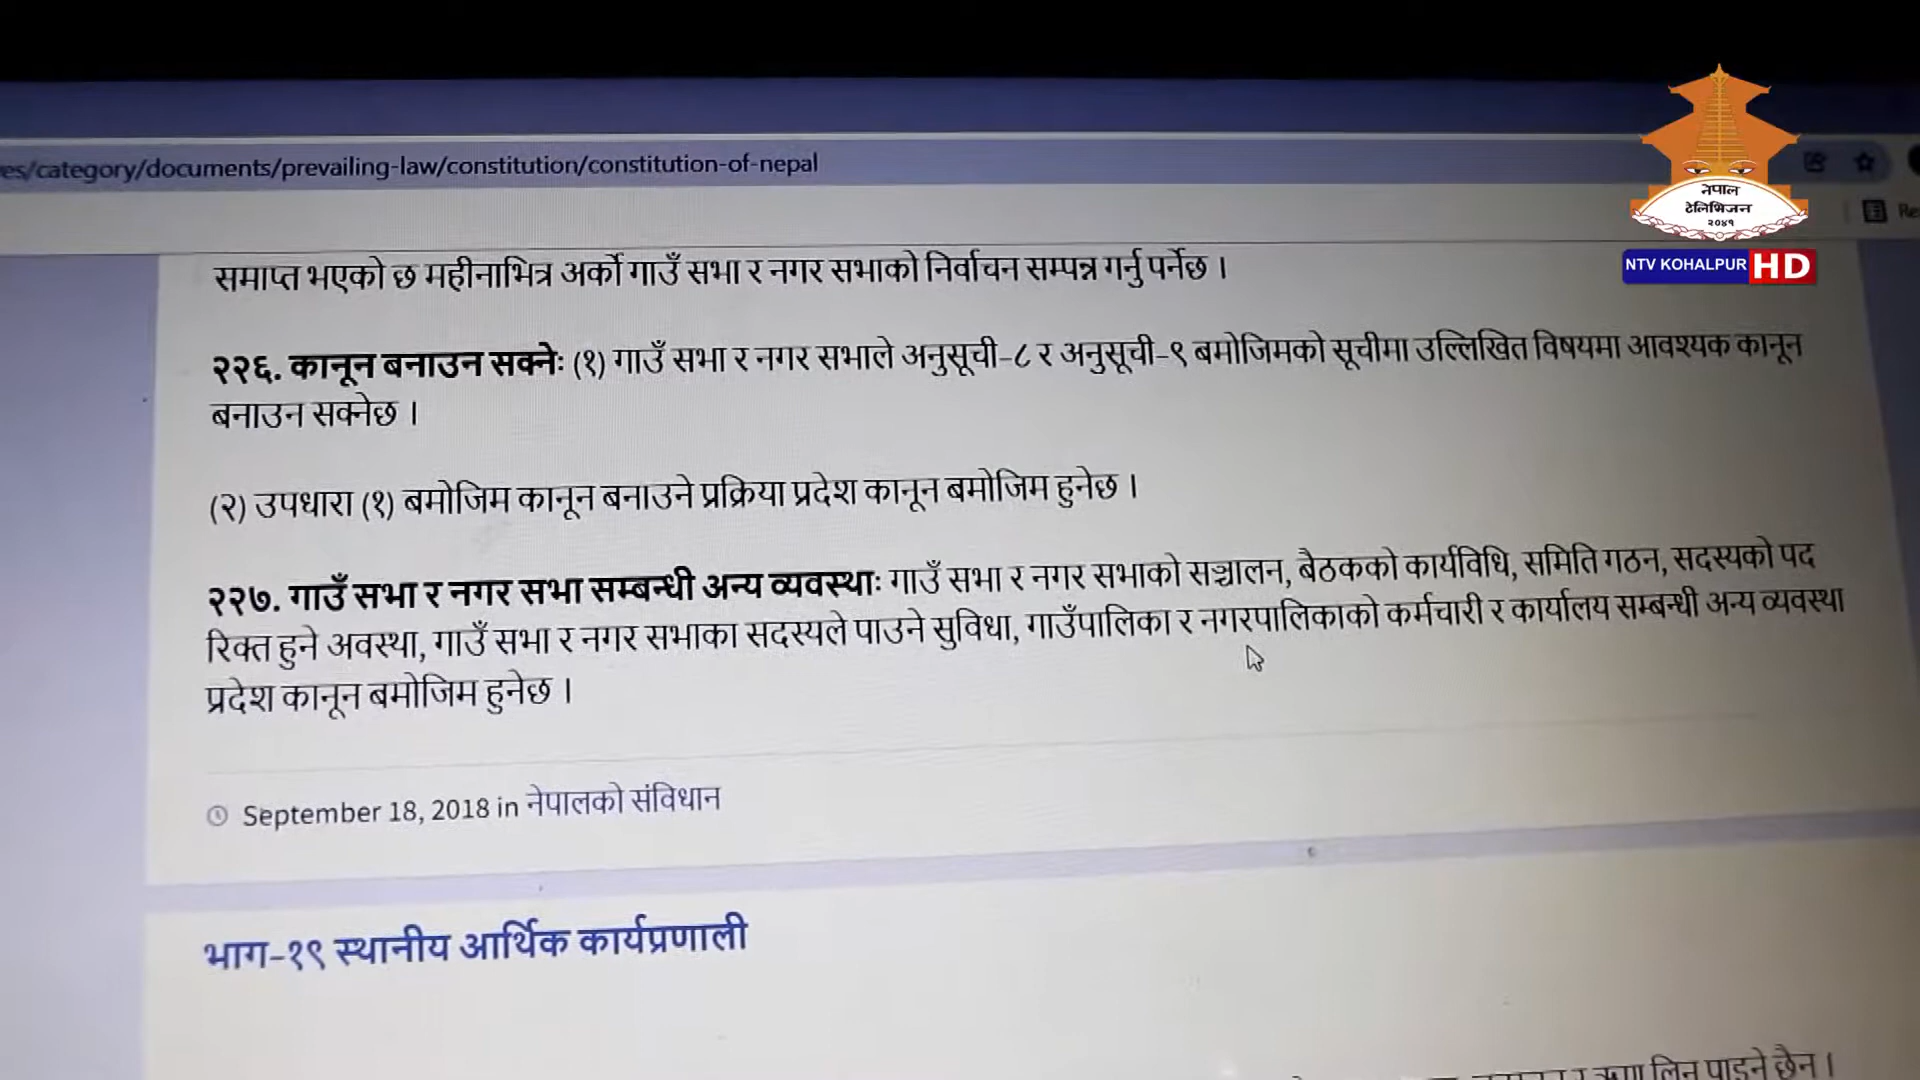 es/category/documents/prevailing-law/constitution/constitution-of-nepal
नेपाल
टेलिभिजन
२०४१
NTV KOHALPUR HD
समाप्त भएको छ महीनाभित्र अर्को गाउँ सभा र नगर सभाको निर्वाचन सम्पन्न गर्नु पर्नेछ ।
२२६. कानून बनाउन सक्नेः (१) गाउँ सभा र नगर सभाले अनुसूची-८ र अनुसूची-९ बमोजिमको सूचीमा उल्लिखित विषयमा आवश्यक कानून
बनाउन सक्नेछ ।
(२) उपधारा (१) बमोजिम कानून बनाउने प्रक्रिया प्रदेश कानून बमोजिम हुनेछ ।
२२७. गाउँ सभा र नगर सभा सम्बन्धी अन्य व्यवस्थाः गाउँ सभा र नगर सभाको सञ्चालन, बैठकको कार्यविधि, समिति गठन, सदस्यको पद
रिक्त हुने अवस्था, गाउँ सभा र नगर सभाका सदस्यले पाउने सुविधा, गाउँपालिका र नगरपालिकाको कर्मचारी र कार्यालय सम्बन्धी अन्य व्यवस्था
प्रदेश कानून बमोजिम हुनेछ ।
September 18, 2018 in नेपालको संविधान
भाग-१९ स्थानीय आर्थिक कार्यप्रणाली
र ऋण लिन पाइने छैन ।